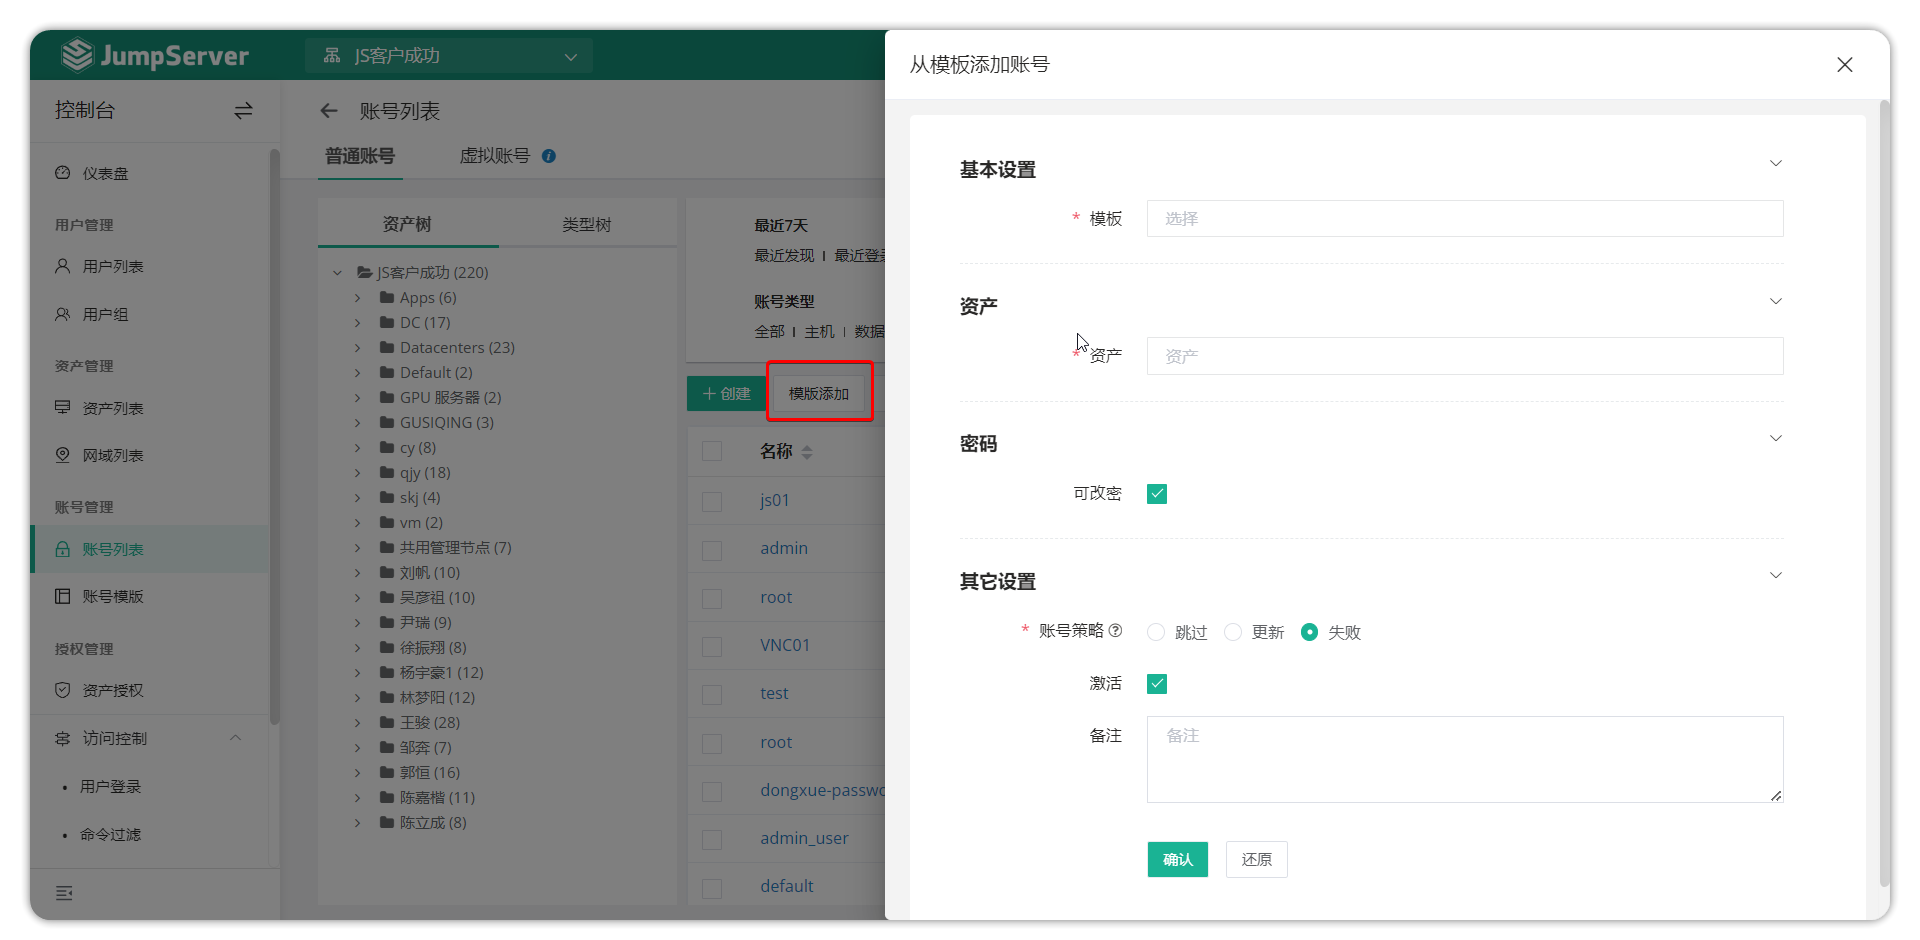 JumpServer
JS客户成功
控制台
仪表盘
用户管理
用户列表
用户组
资产管理
资产列表
网域列表
账号管理
账号列表
账号模版
授权管理
资产授权
访问控制
用户登录
命令过滤
账号列表
普通账号
虚拟账号
资产树
类型树
JS客户成功 (220)
Apps (6)
DC (17)
Datacenters (23)
Default (2)
GPU 服务器 (2)
GUSIQING (3)
cy (8)
qjy (18)
skj (4)
vm (2)
共用管理节点 (7)
刘帆 (10)
吴彦祖 (10)
尹瑞 (9)
徐振翔 (8)
杨宇豪1 (12)
林梦阳 (12)
王骏 (28)
邹奔 (7)
郭恒 (16)
陈嘉楷 (11)
陈立成 (8)
最近7天
最近发现 | 最近登录
账号类型
全部 | 主机 | 数据
创建
模版添加
名称
js01
admin
root
VNC01
test
root
dongxue-passwo
admin_user
default
从模板添加账号
基本设置
* 模板 选择
资产
* 资产 资产
密码
可改密
其它设置
* 账号策略 跳过 更新 失败
激活
备注 备注
确认 还原